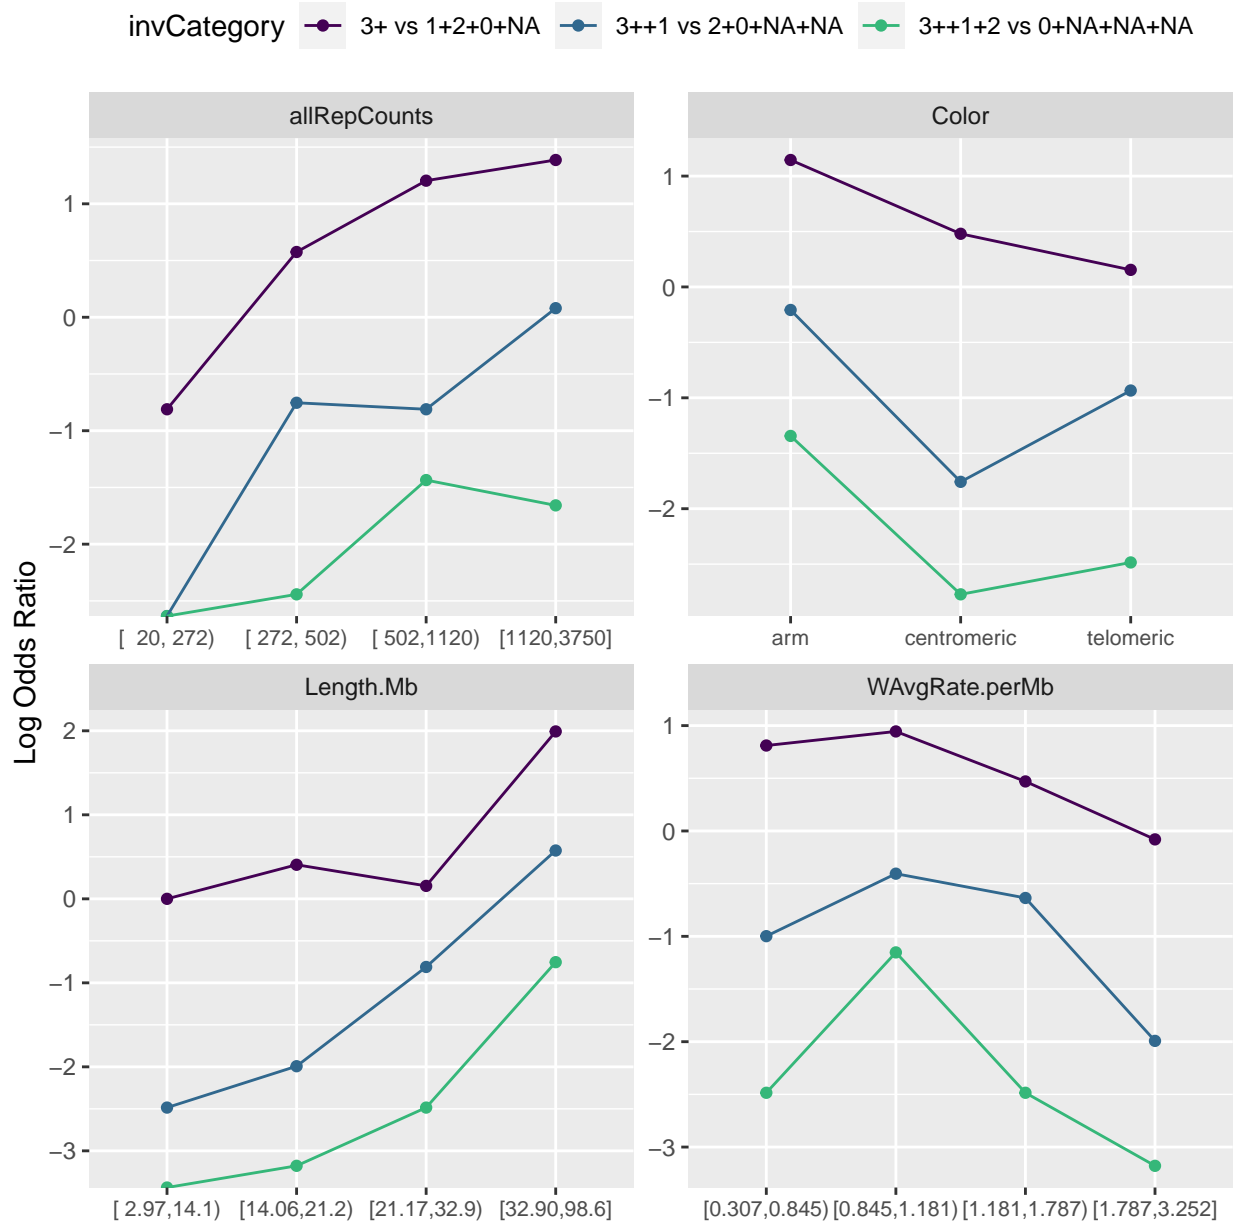 invCategory 3+ vs 1+2+0+NA 3++1 vs 2+0+NA+NA 3++1+2 vs 0+NA+NA+NA
allRepCounts
1
0
−1
−2
[ 20, 272) [ 272, 502) [ 502,1120) [1120,3750]
Color
1
0
−1
−2
arm centromeric telomeric
Log Odds Ratio
Length.Mb
2
1
0
−1
−2
−3
[ 2.97,14.1) [14.06,21.2) [21.17,32.9) [32.90,98.6]
WAvgRate.perMb
1
0
−1
−2
−3
[0.307,0.845) [0.845,1.181) [1.181,1.787) [1.787,3.252]